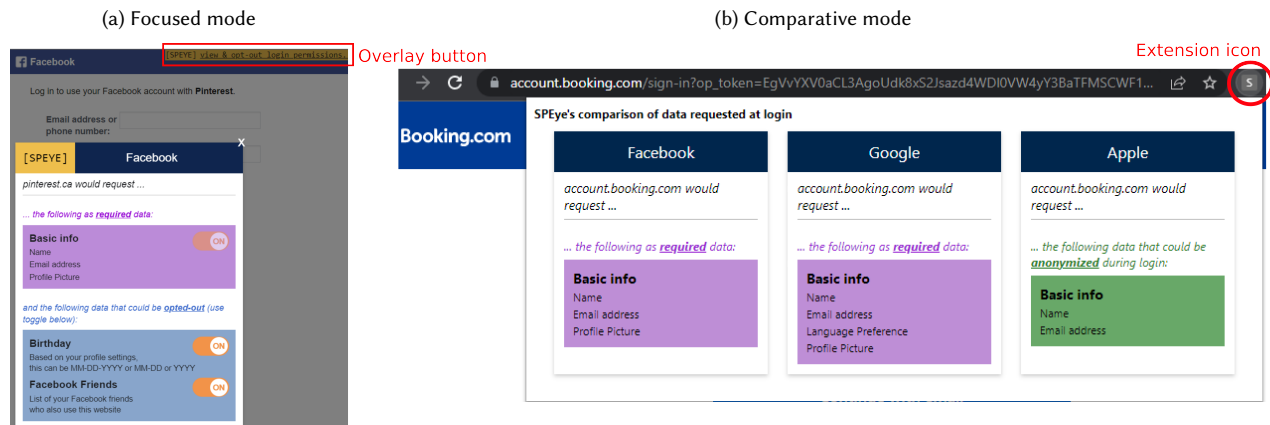 (a) Focused mode
(b) Comparative mode
[SPEYE] view & opt-out login permissions.
Overlay button
Facebook
Log in to use your Facebook account with Pinterest.
Email address or
phone number:
X
[SPEYE]
Facebook
pinterest.ca would request ...
... the following as required data:
Basic info
ON
Name
Email address
Profile Picture
and the following data that could be opted-out (use
toggle below):
Birthday
ON
Based on your profile settings,
this can be MM-DD-YYYY or MM-DD or YYYY
Facebook Friends
ON
List of your Facebook friends
who also use this website
Extension icon
account.booking.com/sign-in?op_token=EgVvYXV0aCL3AgoUdk8xS2Jsazd4WDI0VW4yY3BaTFMSCWF1...
S
Booking.com
SPEye's comparison of data requested at login
Facebook
account.booking.com would
request ...
... the following as required data:
Basic info
Name
Email address
Profile Picture
Google
account.booking.com would
request ...
... the following as required data:
Basic info
Name
Email address
Language Preference
Profile Picture
Apple
account.booking.com would
request ...
... the following data that could be
anonymized during login:
Basic info
Name
Email address